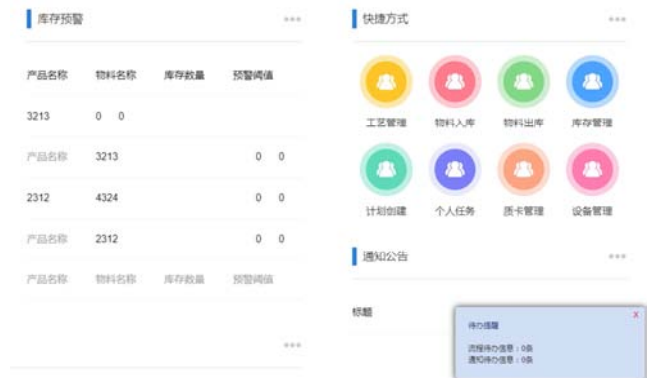 库存预警
产品名称 物料名称 库存数量 预警阈值
3213 0 0
产品名称 3213 0 0
2312 4324 0 0
产品名称 2312 0 0
产品名称 物料名称 库存数量 预警阈值
快捷方式
工艺管理 物料入库 物料出库 库存管理
计划创建 个人任务 质卡管理 设备管理
通知公告
标题
X
待办提醒
流程待办信息：0条
通知待办信息：0条